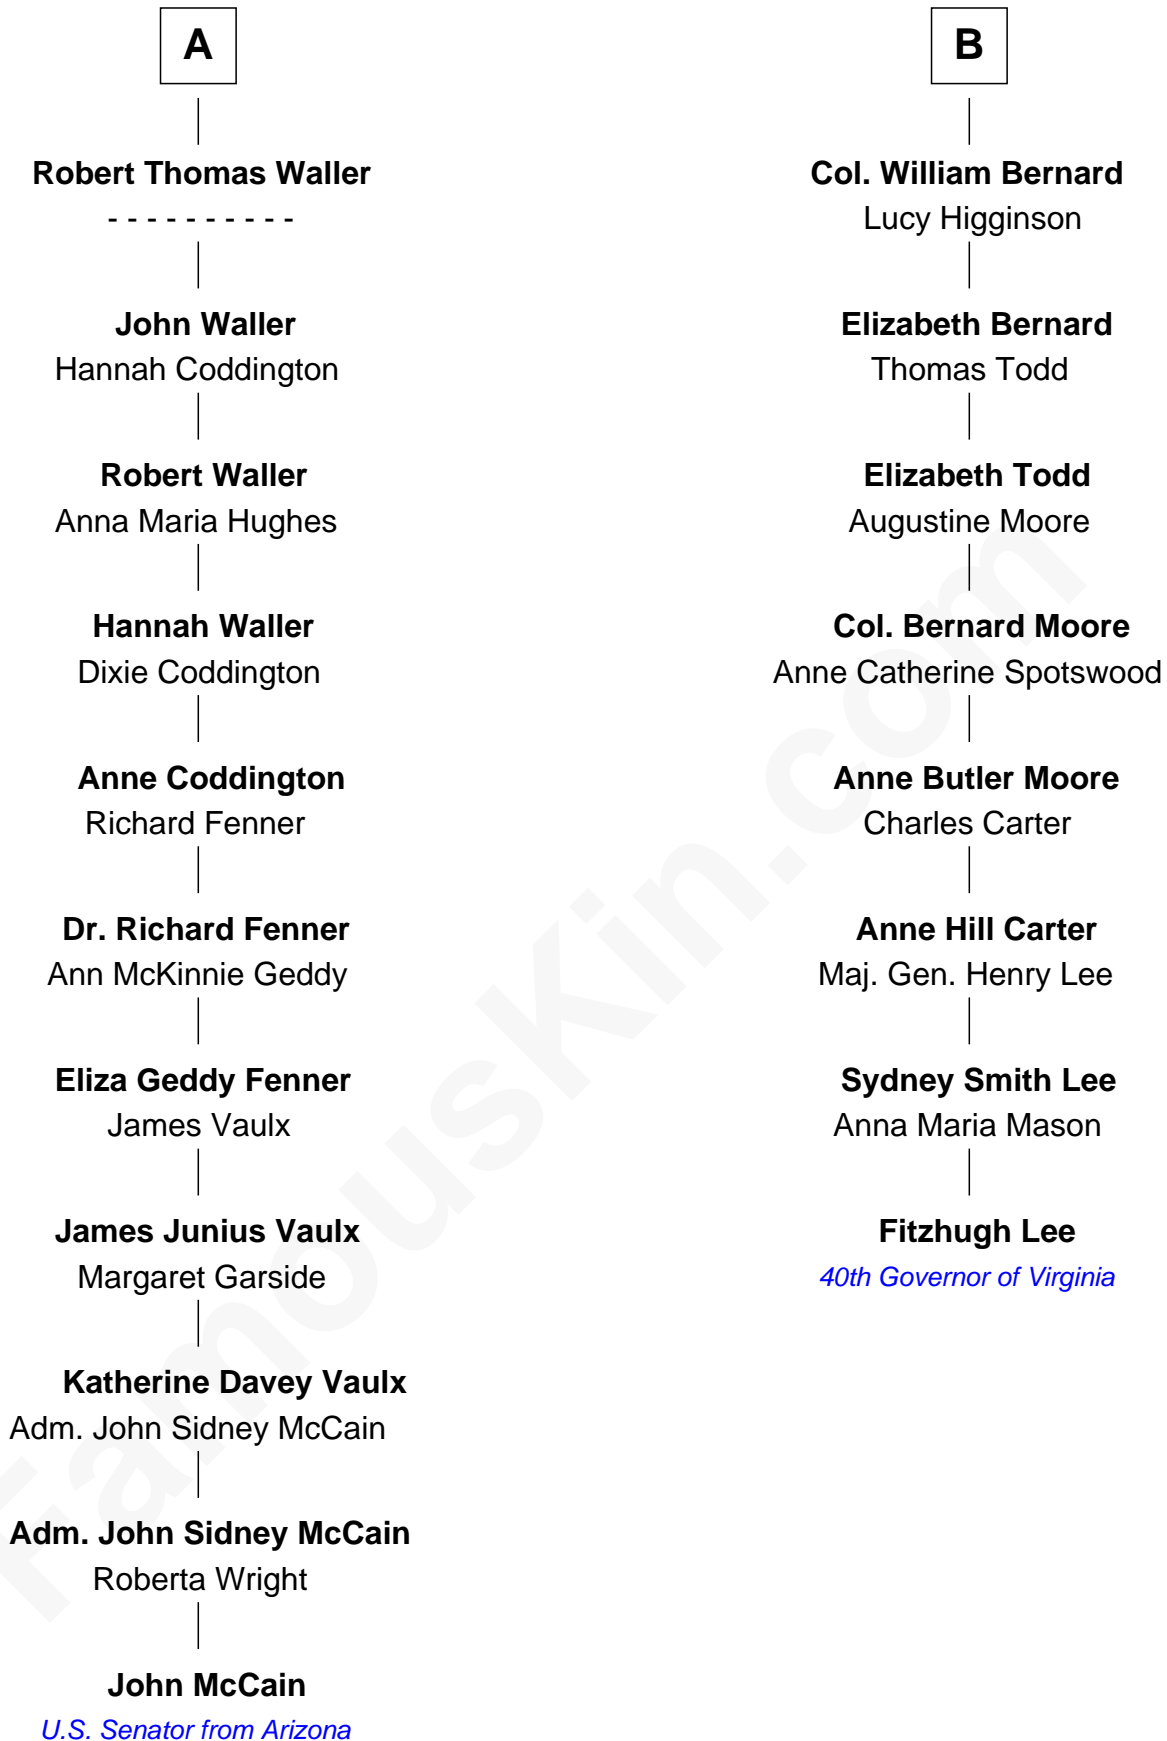 A
Robert Thomas Waller
- - - - - - - - - -
John Waller
Hannah Coddington
Robert Waller
Anna Maria Hughes
Hannah Waller
Dixie Coddington
Anne Coddington
Richard Fenner
Dr. Richard Fenner
Ann McKinnie Geddy
Eliza Geddy Fenner
James Vaulx
James Junius Vaulx
Margaret Garside
Katherine Davey Vaulx
Adm. John Sidney McCain
Adm. John Sidney McCain
Roberta Wright
John McCain
U.S. Senator from Arizona
B
Col. William Bernard
Lucy Higginson
Elizabeth Bernard
Thomas Todd
Elizabeth Todd
Augustine Moore
Col. Bernard Moore
Anne Catherine Spotswood
Anne Butler Moore
Charles Carter
Anne Hill Carter
Maj. Gen. Henry Lee
Sydney Smith Lee
Anna Maria Mason
Fitzhugh Lee
40th Governor of Virginia
FamousKin.com